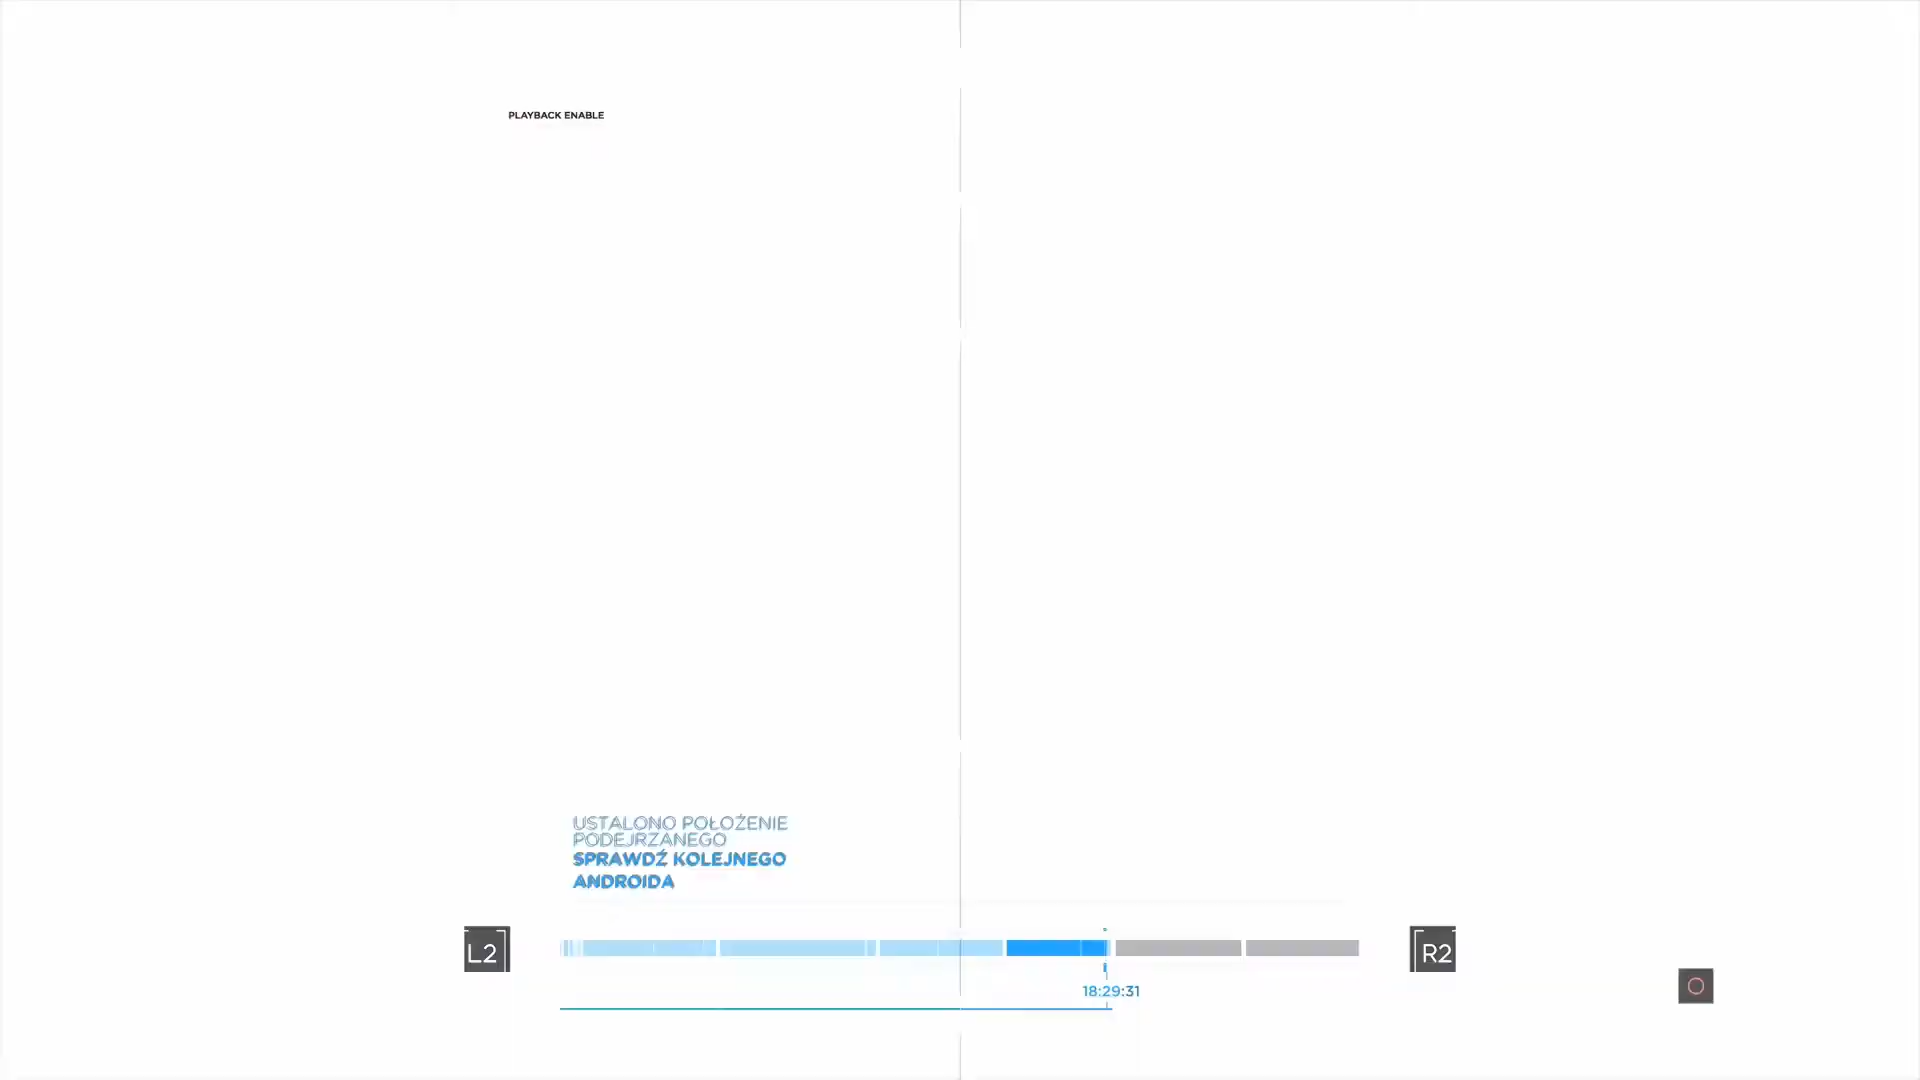 PLAYBACK ENABLE
USTALONO POŁOŻENIE
PODEJRZANEGO
SPRAWDŹ KOLEJNEGO
ANDROIDA
L2
R2
18:29:31